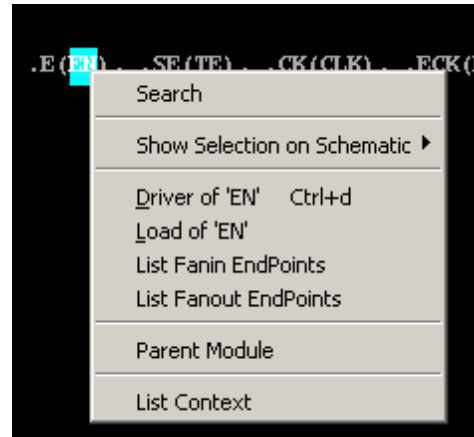 .E(EN) , .SE(TE) , .CK(CLK) , .ECK(
Search
Show Selection on Schematic
Driver of 'EN' Ctrl+d
Load of 'EN'
List Fanin EndPoints
List Fanout EndPoints
Parent Module
List Context